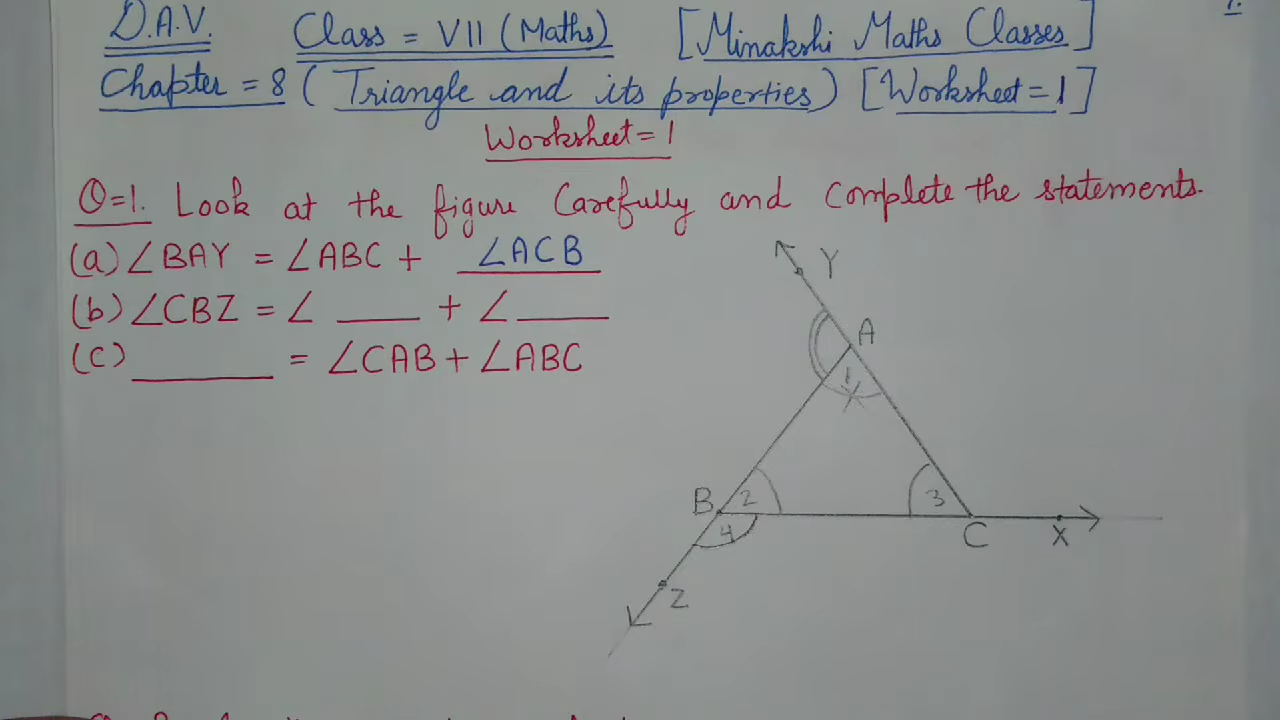 D.A.V. Class = VII (Maths) [Minakshi Maths Classes]
Chapter = 8 (Triangle and its properties) [Worksheet = 1]
Worksheet = 1
Q=1. Look at the figure Carefully and Complete the statements.
(a) ∠BAY = ∠ABC + ∠ACB
(b) ∠CBZ = ∠ ____ + ∠ ____
(c) ____ = ∠CAB + ∠ABC
Y
A
1
B 2 3
4 C X
Z